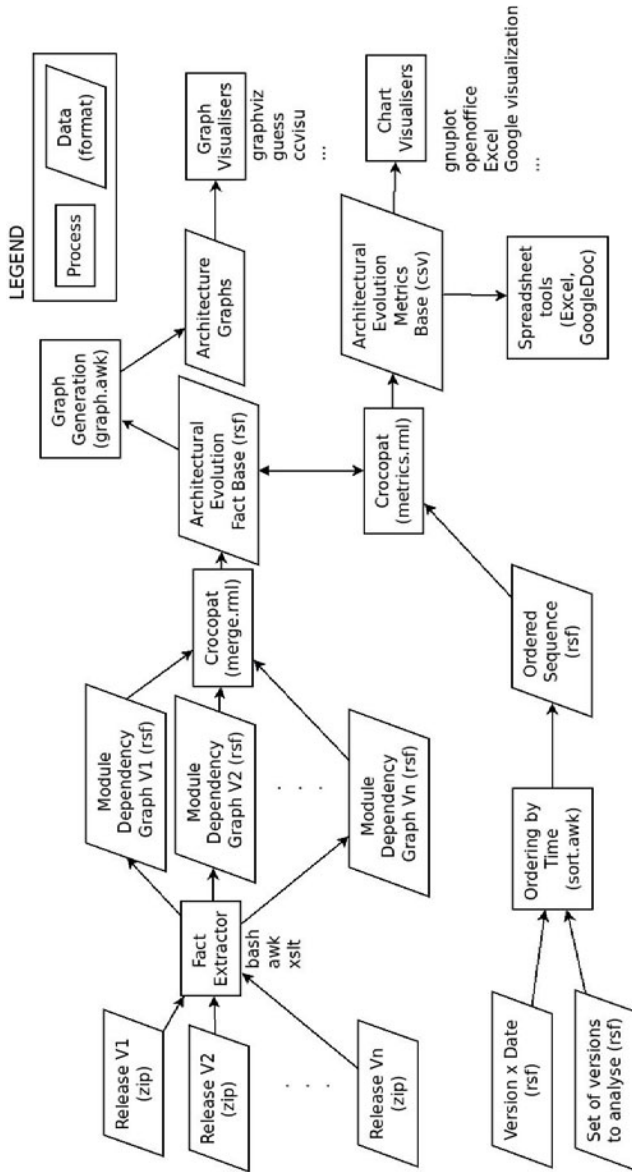 LEGEND
Process
Data
(format)
Release V1
(zip)
Release V2
(zip)
. . .
Release Vn
(zip)
Fact
Extractor
bash
awk
xslt
Module
Dependency
Graph V1 (rsf)
Module
Dependency
Graph V2 (rsf)
. . .
Module
Dependency
Graph Vn (rsf)
Crocopat
(merge.rml)
Architectural
Evolution
Fact Base (rsf)
Graph
Generation
(graph.awk)
Architecture
Graphs
Graph
Visualisers
graphviz
guess
ccvisu
...
Version x Date
(rsf)
Set of versions
to analyse (rsf)
Ordering by
Time
(sort.awk)
Ordered
Sequence
(rsf)
Crocopat
(metrics.rml)
Architectural
Evolution
Metrics
Base (csv)
Chart
Visualisers
gnuplot
openoffice
Excel
Google visualization
...
Spreadsheet
tools
(Excel,
GoogleDoc)